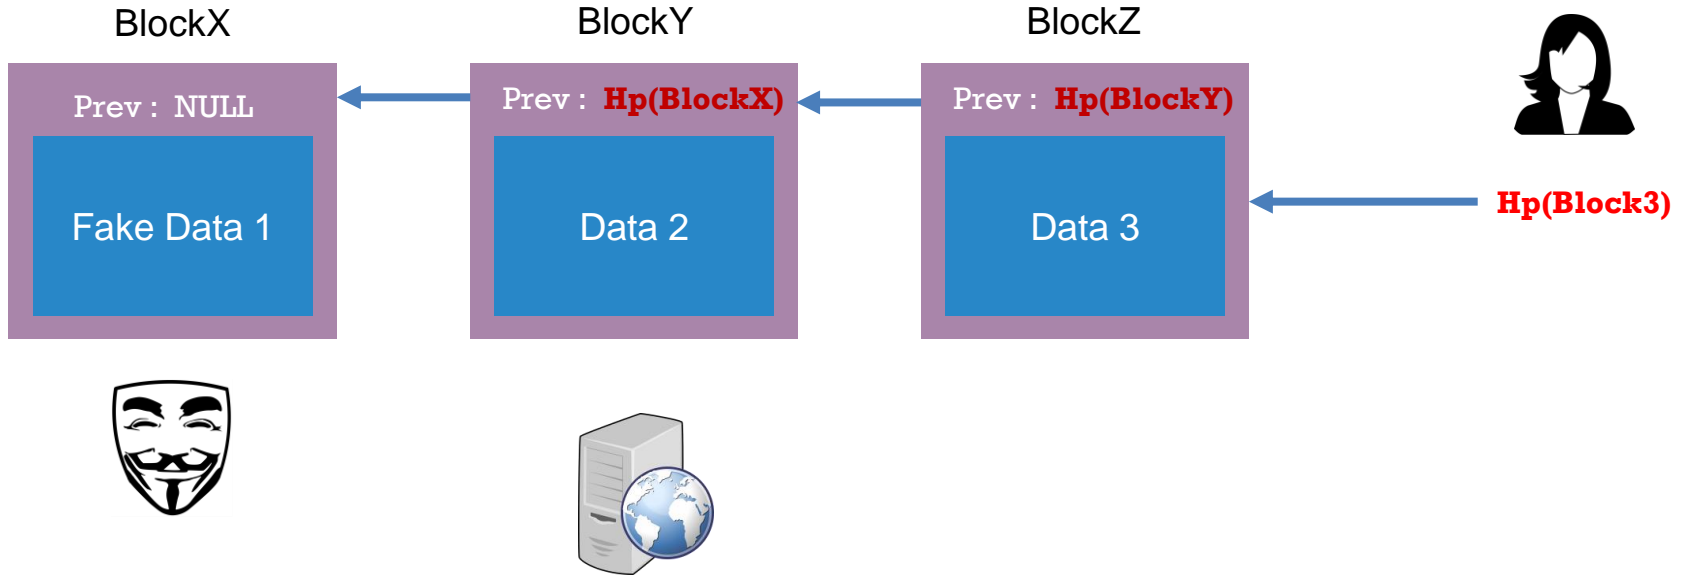 BlockX
BlockY
BlockZ
Prev : NULL
Prev : Hp(BlockX)
Prev : Hp(BlockY)
Fake Data 1
Data 2
Data 3
Hp(Block3)